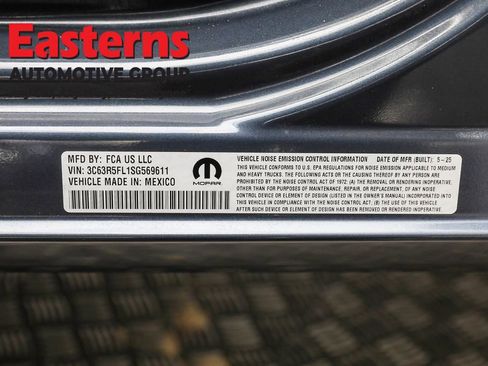 Easterns
AUTOMOTIVE GROUP
MFD BY: FCA US LLC
VIN: 3C63R5FL1SG569611
VEHICLE MADE IN: MEXICO
MOPAR
VEHICLE NOISE EMISSION CONTROL INFORMATION DATE OF MFR (BUILT): 5-25
THIS VEHICLE CONFORMS TO U.S. EPA REGULATIONS FOR NOISE EMISSION APPLICABLE TO MEDIUM
AND HEAVY TRUCKS. THE FOLLOWING ACTS OR CAUSING THEREOF BY ANY PERSON ARE
PROHIBITED BY THE NOISE CONTROL ACT OF 1972: (A) THE REMOVAL OR RENDERING INOPERATIVE,
OTHER THAN FOR PURPOSES OF MAINTENANCE, REPAIR, OR REPLACEMENT, OF ANY NOISE CONTROL
DEVICE OR ELEMENT OF DESIGN (LISTED IN THE OWNER'S MANUAL) INCORPORATED INTO THIS
VEHICLE IN COMPLIANCE WITH THE NOISE CONTROL ACT; (B) THE USE OF THIS VEHICLE
AFTER SUCH DEVICE OR ELEMENT OF DESIGN HAS BEEN REMOVED OR RENDERED INOPERATIVE.